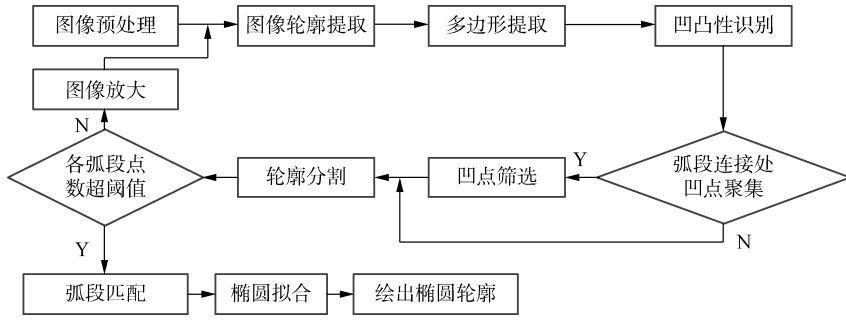 图像预处理
图像轮廓提取
多边形提取
凹凸性识别
图像放大
N
各弧段点
数超阈值
轮廓分割
凹点筛选
Y
弧段连接处
凹点聚集
N
Y
弧段匹配
椭圆拟合
绘出椭圆轮廓